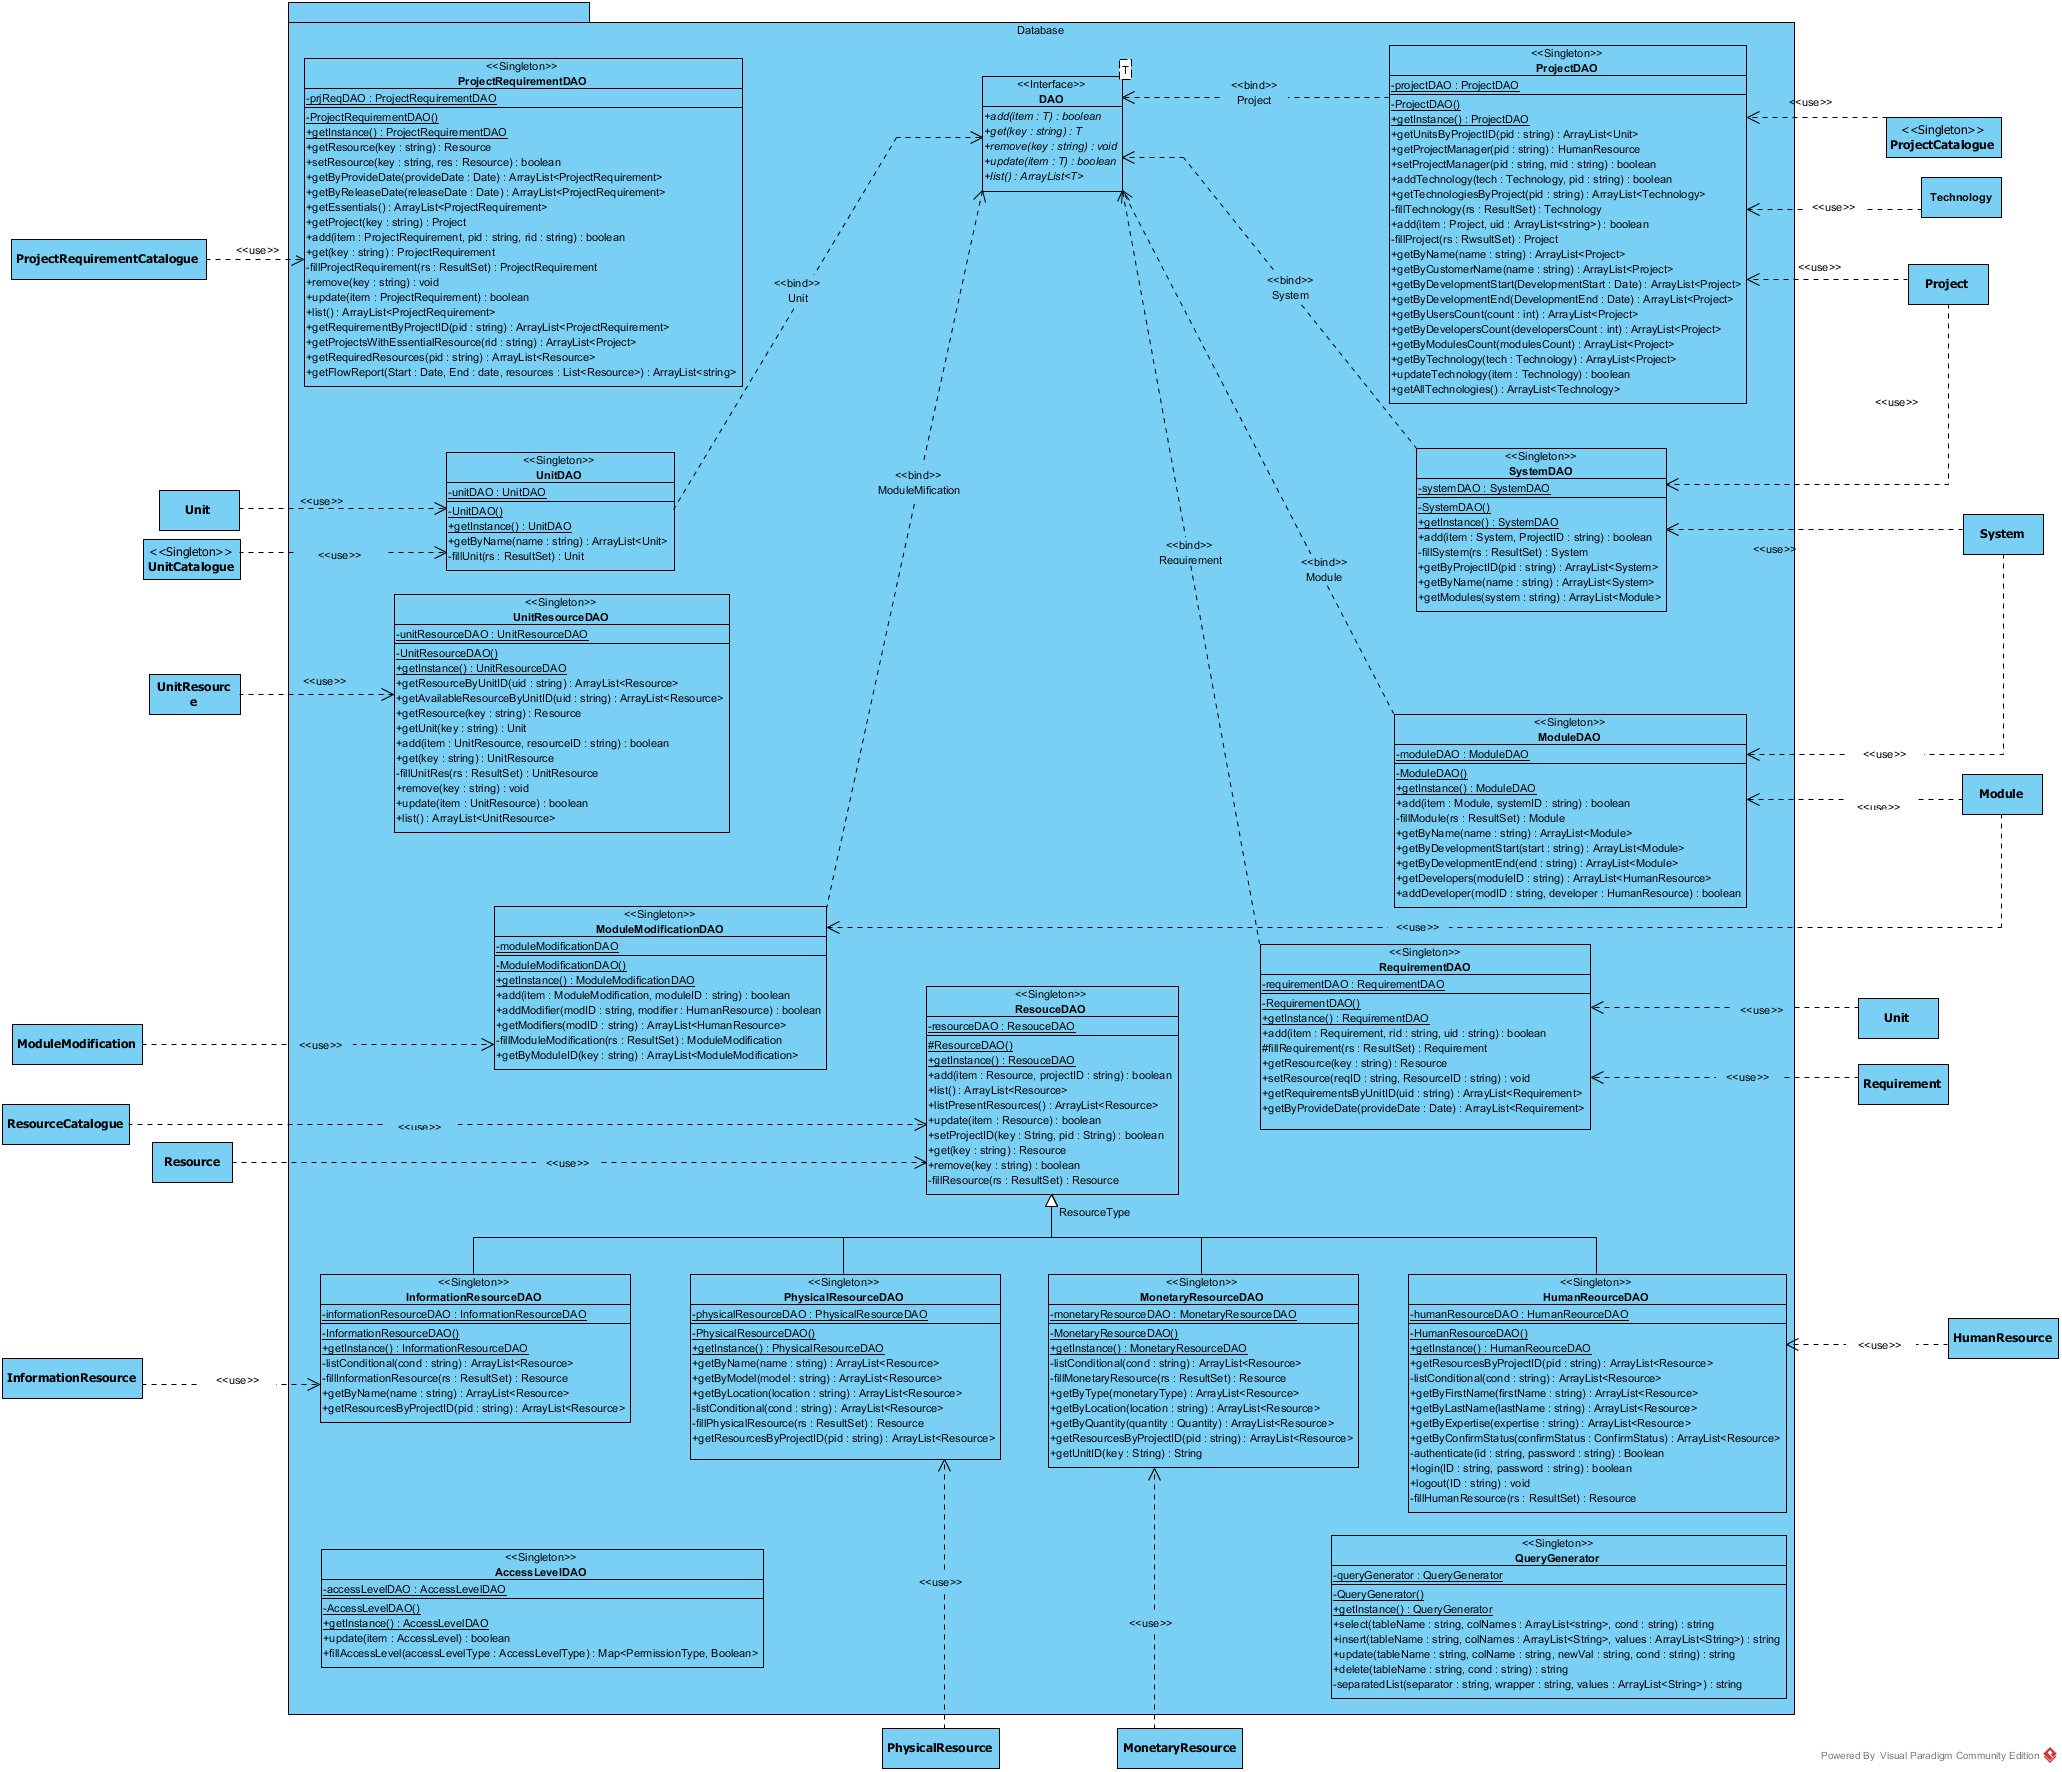 Database
<<Singleton>>
ProjectRequirementDAO
-prjReqDAO : ProjectRequirementDAO
-ProjectRequirementDAO()
+getInstance() : ProjectRequirementDAO
+getResource(key : string) : Resource
+setResource(key : string, res : Resource) : boolean
+getByProvideDate(provideDate : Date) : ArrayList<ProjectRequirement>
+getByReleaseDate(releaseDate : Date) : ArrayList<ProjectRequirement>
+getEssentials() : ArrayList<ProjectRequirement>
+getProject(key : string) : Project
+add(item : ProjectRequirement, pid : string, rid : string) : boolean
+get(key : string) : ProjectRequirement
-fillProjectRequirement(rs : ResultSet) : ProjectRequirement
+remove(key : string) : void
+update(item : ProjectRequirement) : boolean
+list() : ArrayList<ProjectRequirement>
+getRequirementByProjectID(pid : string) : ArrayList<ProjectRequirement>
+getProjectsWithEssentialResource(rid : string) : ArrayList<Project>
+getRequiredResources(pid : string) : ArrayList<Resource>
+getFlowReport(Start : Date, End : date, resources : List<Resource>) : ArrayList<string>
T
<<Interface>>
DAO
+add(item : T) : boolean
+get(key : string) : T
+remove(key : string) : void
+update(item : T) : boolean
+list() : ArrayList<T>
<<bind>>
Project
<<Singleton>>
ProjectDAO
-projectDAO : ProjectDAO
-ProjectDAO()
+getInstance() : ProjectDAO
+getUnitsByProjectID(pid : string) : ArrayList<Unit>
+getProjectManager(pid : string) : HumanResource
+setProjectManager(pid : string, mid : string) : boolean
+addTechnology(tech : Technology, pid : string) : boolean
+getTechnologiesByProject(pid : string) : ArrayList<Technology>
-fillTechnology(rs : ResultSet) : Technology
+add(item : Project, uid : ArrayList<string>) : boolean
-fillProject(rs : RwsultSet) : Project
+getByName(name : string) : ArrayList<Project>
+getByCustomerName(name : string) : ArrayList<Project>
+getByDevelopmentStart(DevelopmentStart : Date) : ArrayList<Project>
+getByDevelopmentEnd(DevelopmentEnd : Date) : ArrayList<Project>
+getByUsersCount(count : int) : ArrayList<Project>
+getByDevelopersCount(developersCount : int) : ArrayList<Project>
+getByModulesCount(modulesCount) : ArrayList<Project>
+getByTechnology(tech : Technology) : ArrayList<Project>
+updateTechnology(item : Technology) : boolean
+getAllTechnologies() : ArrayList<Technology>
<<use>>
<<Singleton>>
ProjectCatalogue
<<use>>
Technology
<<use>>
Project
<<use>>
ProjectRequirementCatalogue
<<use>>
<<bind>>
Unit
<<bind>>
System
<<bind>>
ModuleMification
<<bind>>
Requirement
<<bind>>
Module
<<Singleton>>
UnitDAO
-unitDAO : UnitDAO
-UnitDAO()
+getInstance() : UnitDAO
+getByName(name : string) : ArrayList<Unit>
-fillUnit(rs : ResultSet) : Unit
Unit
<<use>>
<<Singleton>>
UnitCatalogue
<<use>>
<<Singleton>>
SystemDAO
-systemDAO : SystemDAO
-SystemDAO()
+getInstance() : SystemDAO
+add(item : System, ProjectID : string) : boolean
-fillSystem(rs : ResultSet) : System
+getByProjectID(pid : string) : ArrayList<System>
+getByName(name : string) : ArrayList<System>
+getModules(system : string) : ArrayList<Module>
System
<<use>>
<<Singleton>>
UnitResourceDAO
-unitResourceDAO : UnitResourceDAO
-UnitResourceDAO()
+getInstance() : UnitResourceDAO
+getResourceByUnitID(uid : string) : ArrayList<Resource>
+getAvailableResourceByUnitID(uid : string) : ArrayList<Resource>
+getResource(key : string) : Resource
+getUnit(key : string) : Unit
+add(item : UnitResource, resourceID : string) : boolean
+get(key : string) : UnitResource
-fillUnitRes(rs : ResultSet) : UnitResource
+remove(key : string) : void
+update(item : UnitResource) : boolean
+list() : ArrayList<UnitResource>
UnitResourc
e
<<use>>
<<Singleton>>
ModuleDAO
-moduleDAO : ModuleDAO
-ModuleDAO()
+getInstance() : ModuleDAO
+add(item : Module, systemID : string) : boolean
-fillModule(rs : ResultSet) : Module
+getByName(name : string) : ArrayList<Module>
+getByDevelopmentStart(start : string) : ArrayList<Module>
+getByDevelopmentEnd(end : string) : ArrayList<Module>
+getDevelopers(moduleID : string) : ArrayList<HumanResource>
+addDeveloper(modID : string, developer : HumanResource) : boolean
<<use>>
Module
<<use>>
<<Singleton>>
ModuleModificationDAO
-moduleModificationDAO
-ModuleModificationDAO()
+getInstance() : ModuleModificationDAO
+add(item : ModuleModification, moduleID : string) : boolean
+addModifier(modID : string, modifier : HumanResource) : boolean
+getModifiers(modID : string) : ArrayList<HumanResource>
-fillModuleModification(rs : ResultSet) : ModuleModification
+getByModuleID(key : string) : ArrayList<ModuleModification>
<<use>>
ModuleModification
<<use>>
<<Singleton>>
RequirementDAO
-requirementDAO : RequirementDAO
-RequirementDAO()
+getInstance() : RequirementDAO
+add(item : Requirement, rid : string, uid : string) : boolean
#fillRequirement(rs : ResultSet) : Requirement
+getResource(key : string) : Resource
+setResource(reqID : string, ResourceID : string) : void
+getRequirementsByUnitID(uid : string) : ArrayList<Requirement>
+getByProvideDate(provideDate : Date) : ArrayList<Requirement>
<<use>>
Unit
<<use>>
Requirement
<<Singleton>>
ResouceDAO
-resourceDAO : ResouceDAO
#ResourceDAO()
+getInstance() : ResouceDAO
+add(item : Resource, projectID : string) : boolean
+list() : ArrayList<Resource>
+listPresentResources() : ArrayList<Resource>
+update(item : Resource) : boolean
+setProjectID(key : String, pid : String) : boolean
+get(key : string) : Resource
+remove(key : string) : boolean
-fillResource(rs : ResultSet) : Resource
ResourceCatalogue
<<use>>
Resource
<<use>>
ResourceType
<<Singleton>>
InformationResourceDAO
-informationResourceDAO : InformationResourceDAO
-InformationResourceDAO()
+getInstance() : InformationResourceDAO
-listConditional(cond : string) : ArrayList<Resource>
-fillInformationResource(rs : ResultSet) : Resource
+getByName(name : string) : ArrayList<Resource>
+getResourcesByProjectID(pid : string) : ArrayList<Resource>
InformationResource
<<use>>
<<Singleton>>
PhysicalResourceDAO
-physicalResourceDAO : PhysicalResourceDAO
-PhysicalResourceDAO()
+getInstance() : PhysicalResourceDAO
+getByName(name : string) : ArrayList<Resource>
+getByModel(model : string) : ArrayList<Resource>
+getByLocation(location : string) : ArrayList<Resource>
-listConditional(cond : string) : ArrayList<Resource>
-fillPhysicalResource(rs : ResultSet) : Resource
+getResourcesByProjectID(pid : string) : ArrayList<Resource>
<<Singleton>>
MonetaryResourceDAO
-monetaryResourceDAO : MonetaryResourceDAO
-MonetaryResourceDAO()
+getInstance() : MonetaryResourceDAO
-listConditional(cond : string) : ArrayList<Resource>
-fillMonetaryResource(rs : ResultSet) : Resource
+getByType(monetaryType) : ArrayList<Resource>
+getByLocation(location : string) : ArrayList<Resource>
+getByQuantity(quantity : Quantity) : ArrayList<Resource>
+getResourcesByProjectID(pid : string) : ArrayList<Resource>
+getUnitID(key : String) : String
<<Singleton>>
HumanReourceDAO
-humanResourceDAO : HumanReourceDAO
-HumanResourceDAO()
+getInstance() : HumanReourceDAO
+getResourcesByProjectID(pid : string) : ArrayList<Resource>
-listConditional(cond : string) : ArrayList<Resource>
+getByFirstName(firstName : string) : ArrayList<Resource>
+getByLastName(lastName : string) : ArrayList<Resource>
+getByExpertise(expertise : string) : ArrayList<Resource>
+getByConfirmStatus(confirmStatus : ConfirmStatus) : ArrayList<Resource>
-authenticate(id : string, password : string) : Boolean
+login(ID : string, password : string) : boolean
+logout(ID : string) : void
-fillHumanResource(rs : ResultSet) : Resource
<<use>>
HumanResource
<<Singleton>>
AccessLevelDAO
-accessLevelDAO : AccessLevelDAO
-AccessLevelDAO()
+getInstance() : AccessLevelDAO
+update(item : AccessLevel) : boolean
+fillAccessLevel(accessLevelType : AccessLevelType) : Map<PermissionType, Boolean>
<<use>>
<<use>>
<<Singleton>>
QueryGenerator
-queryGenerator : QueryGenerator
-QueryGenerator()
+getInstance() : QueryGenerator
+select(tableName : string, colNames : ArrayList<string>, cond : string) : string
+insert(tableName : string, colNames : ArrayList<String>, values : ArrayList<String>) : string
+update(tableName : string, colName : string, newVal : string, cond : string) : string
+delete(tableName : string, cond : string) : string
-separatedList(separator : string, wrapper : string, values : ArrayList<String>) : string
PhysicalResource
MonetaryResource
Powered By Visual Paradigm Community Edition